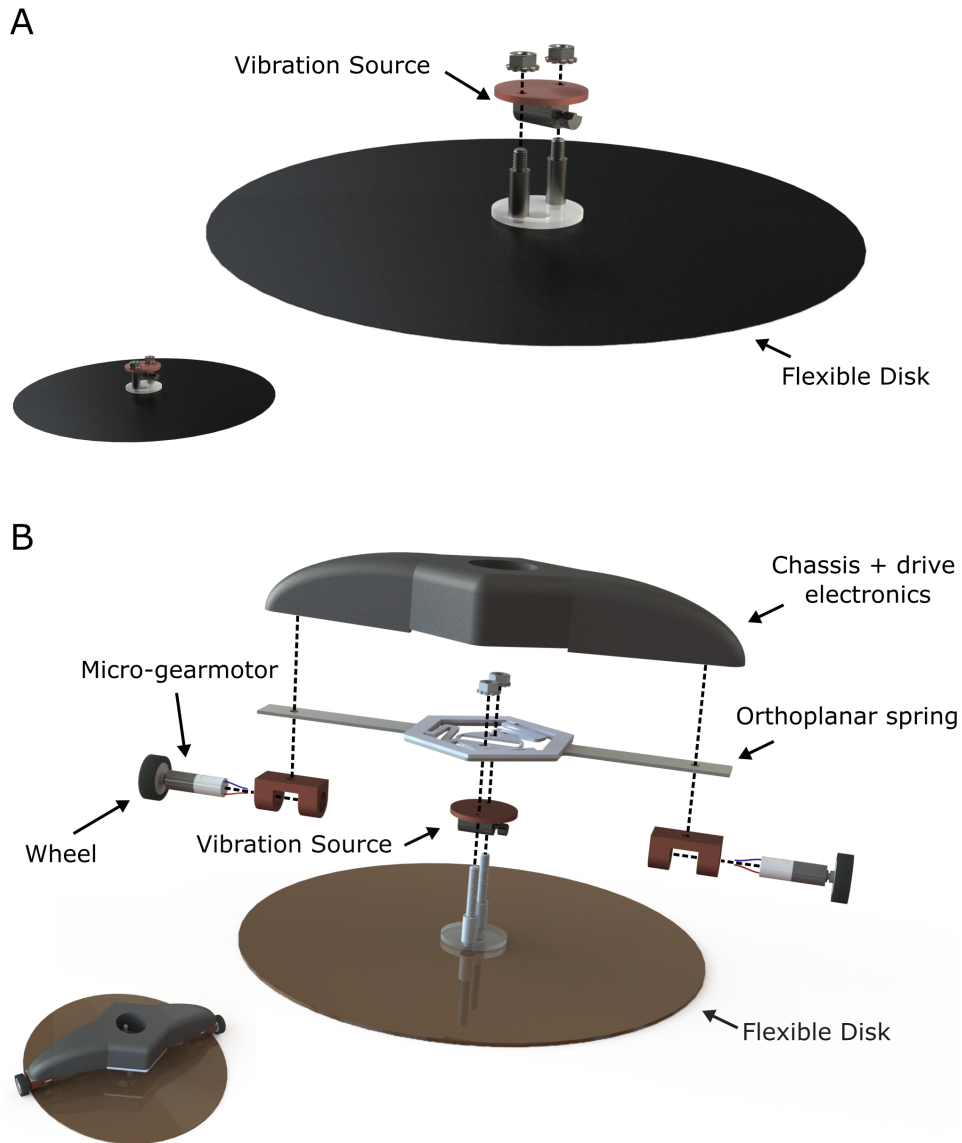 A
Vibration Source
Flexible Disk
B
Chassis + drive
electronics
Micro-gearmotor
Orthoplanar spring
Wheel
Vibration Source
Flexible Disk